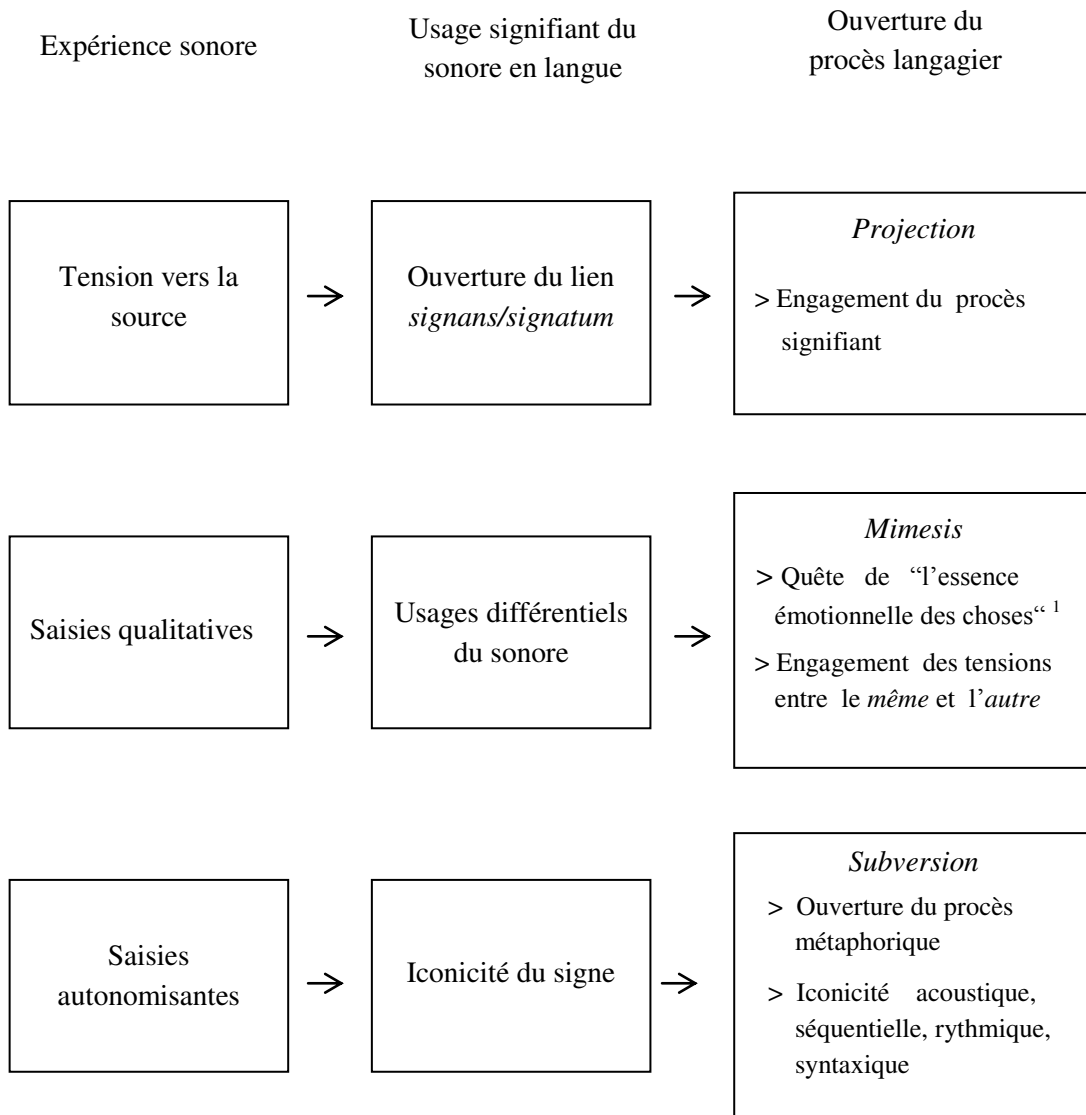 Expérience sonore
Usage signifiant du
sonore en langue
Ouverture du
procès langagier
Tension vers la
source
Ouverture du lien
signans/signatum
Projection
> Engagement du procès
signifiant
Saisies qualitatives
Usages différentiels
du sonore
Mimesis
> Quête de “l’essence
émotionnelle des choses“ 1
> Engagement des tensions
entre le même et l’autre
Saisies
autonomisantes
Iconicité du signe
Subversion
> Ouverture du procès
métaphorique
> Iconicité acoustique,
séquentielle, rythmique,
syntaxique